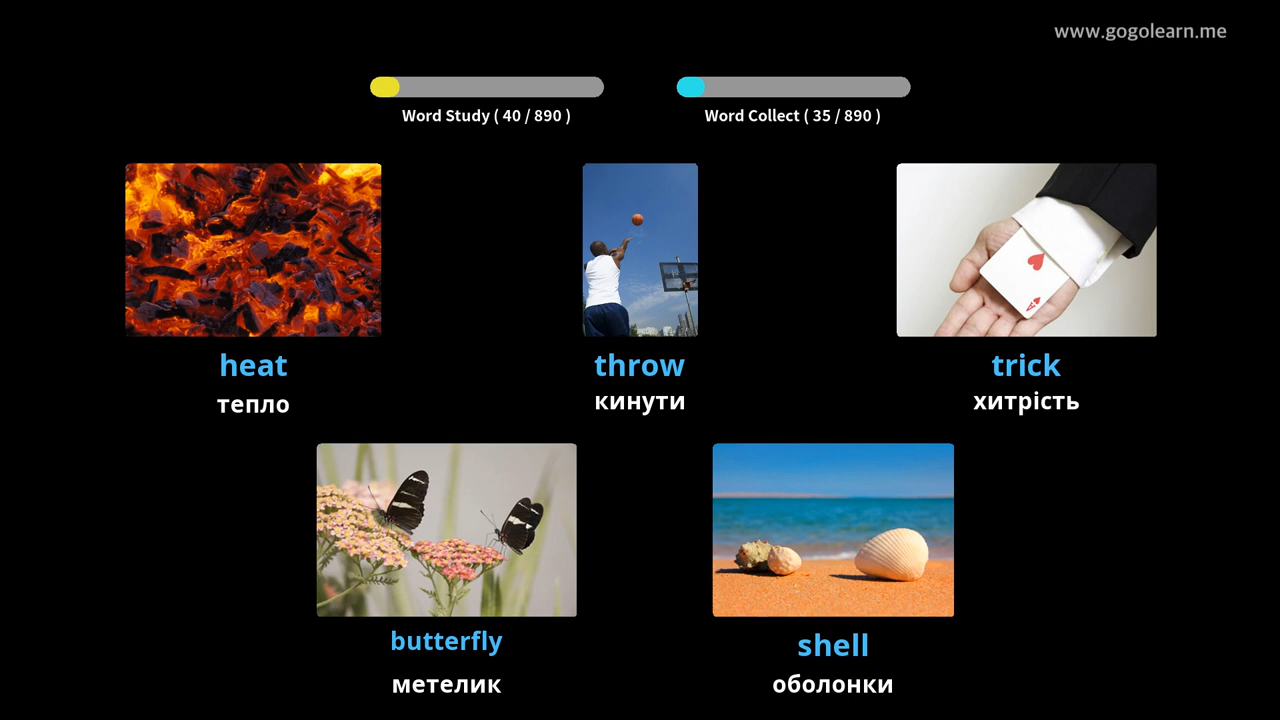 www.gogolearn.me
Word Study ( 40 / 890 )
Word Collect ( 35 / 890 )
heat
тепло
throw
кинути
trick
хитрість
butterfly
метелик
shell
оболонки